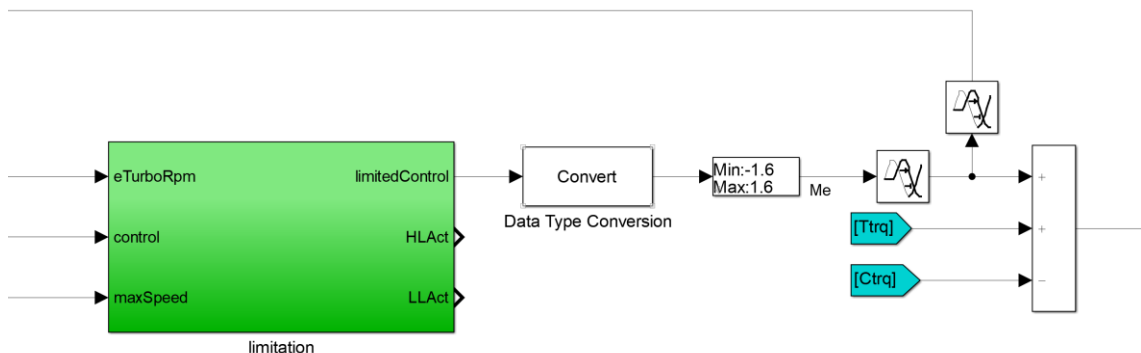 eTurboRpm
limitedControl
control
HLAct
maxSpeed
LLAct
limitation
Convert
Data Type Conversion
Min:-1.6
Max:1.6
Me
[Ttrq]
[Ctrq]
+
+
−